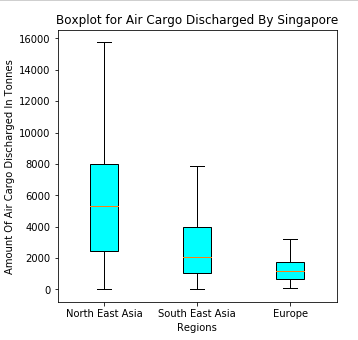 Boxplot for Air Cargo Discharged By Singapore
Amount Of Air Cargo Discharged In Tonnes
16000
14000
12000
10000
8000
6000
4000
2000
0
North East Asia South East Asia Europe
Regions